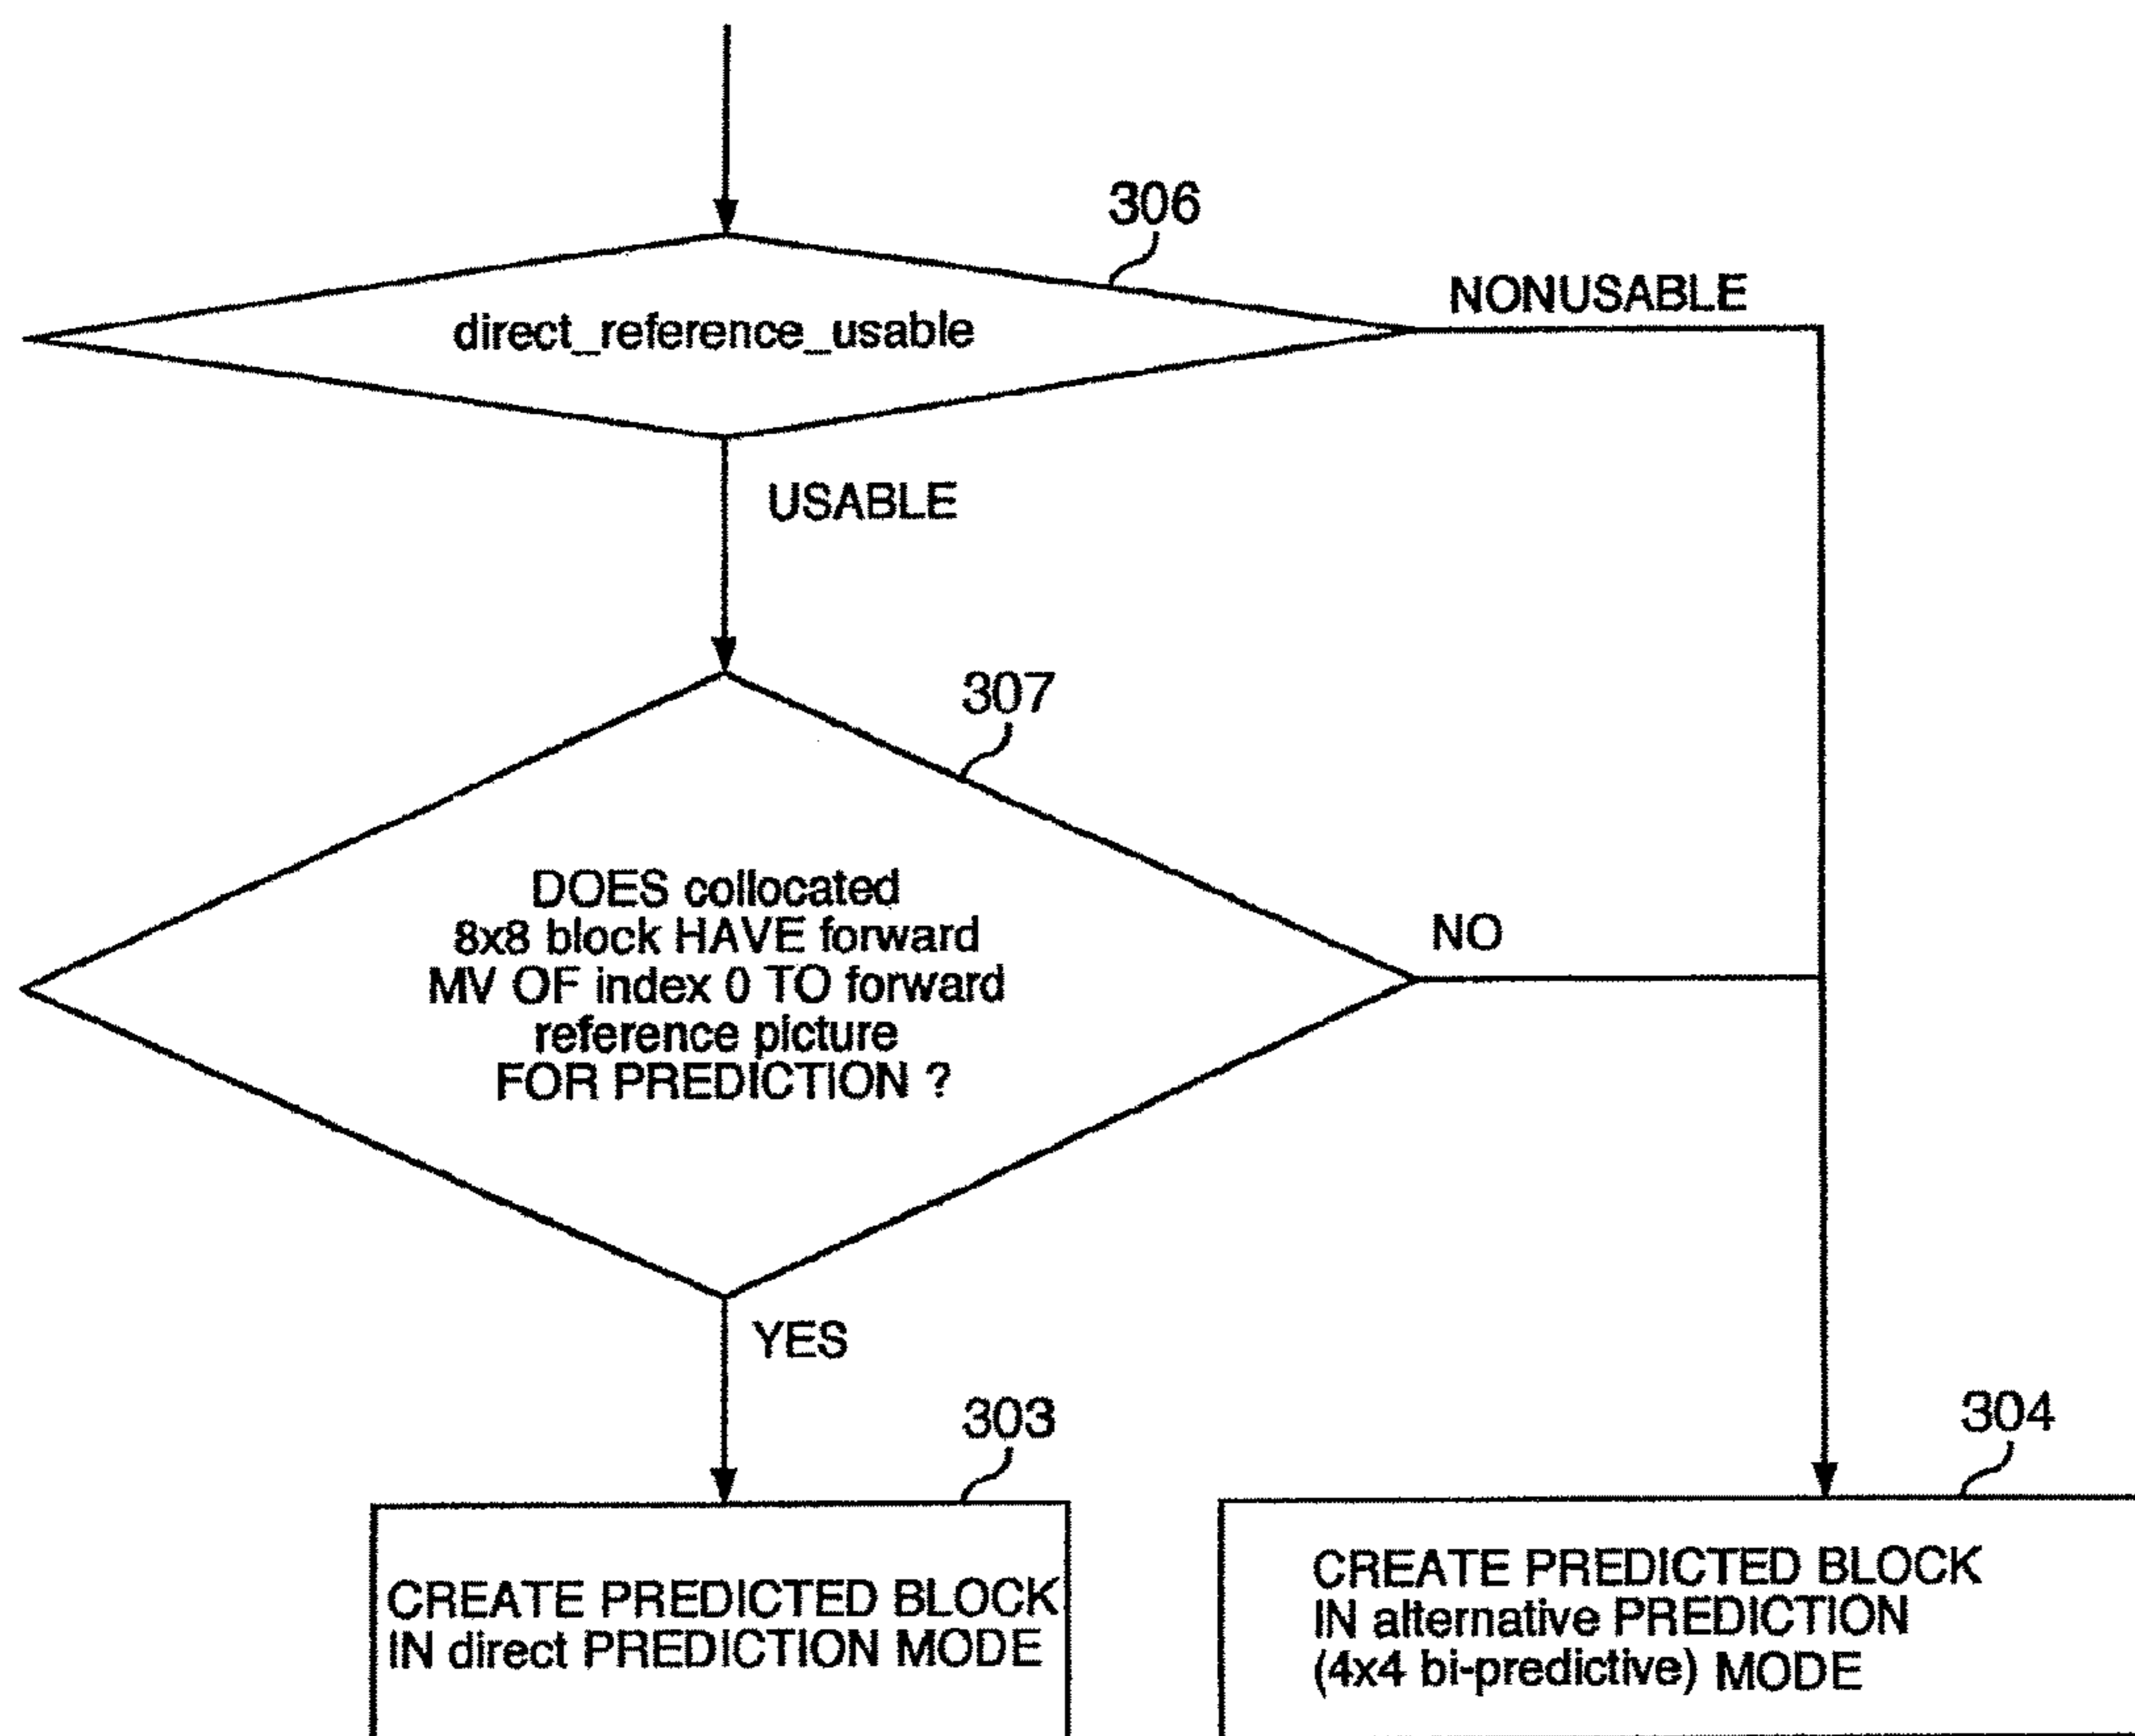 306
NONUSABLE
direct_reference_usable
USABLE
307
DOES collocated
8x8 block HAVE forward
MV OF index 0 TO forward
reference picture
FOR PREDICTION ?
NO
YES
303
304
CREATE PREDICTED BLOCK
IN direct PREDICTION MODE
CREATE PREDICTED BLOCK
IN alternative PREDICTION
(4x4 bi-predictive) MODE